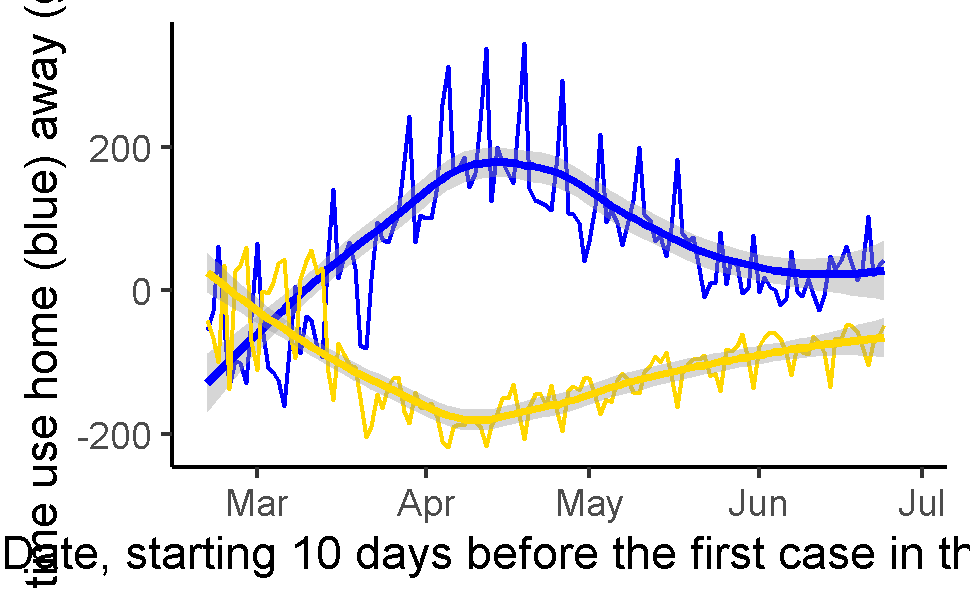 time use home (blue) away (
200
0
-200
Mar Apr May Jun Jul
Date, starting 10 days before the first case in th